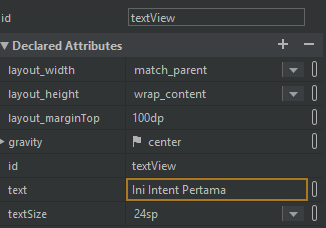 id textView
Declared Attributes
layout_width match_parent
layout_height wrap_content
layout_marginTop 100dp
gravity center
id textView
text Ini Intent Pertama
textSize 24sp